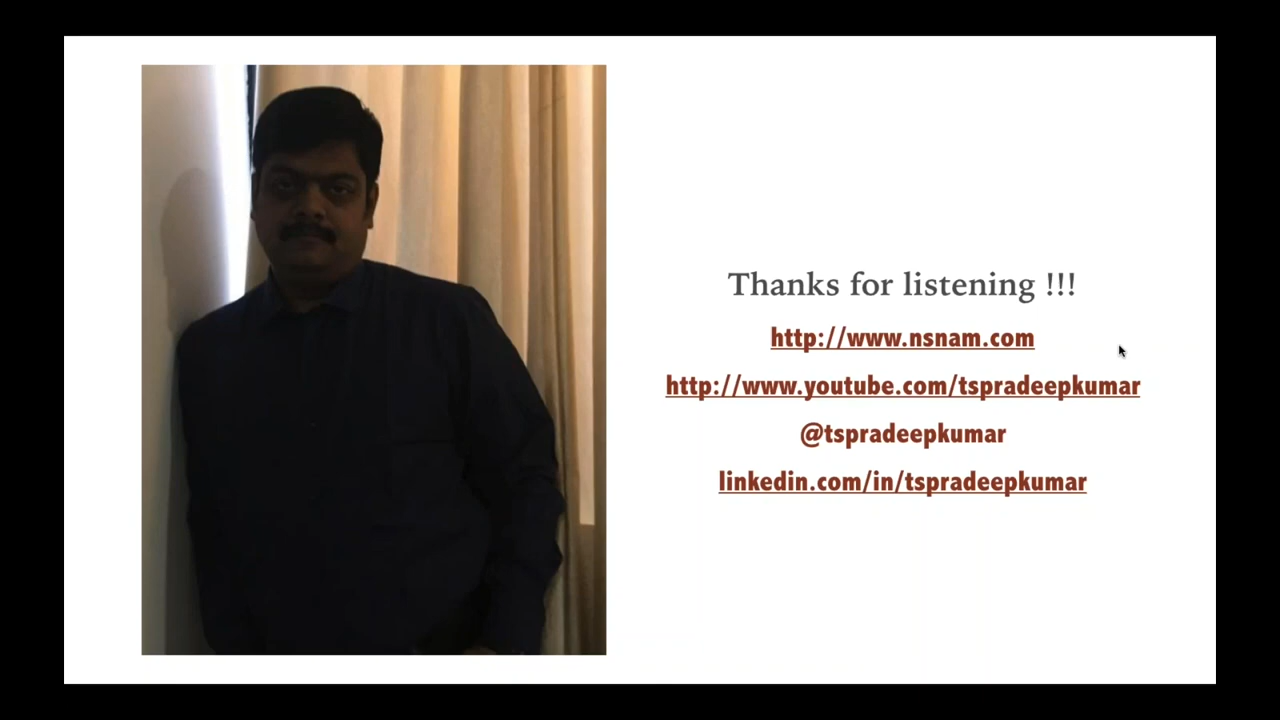 Thanks for listening !!!
http://www.nsnam.com
http://www.youtube.com/tspradeepkumar
@tspradeepkumar
linkedin.com/in/tspradeepkumar